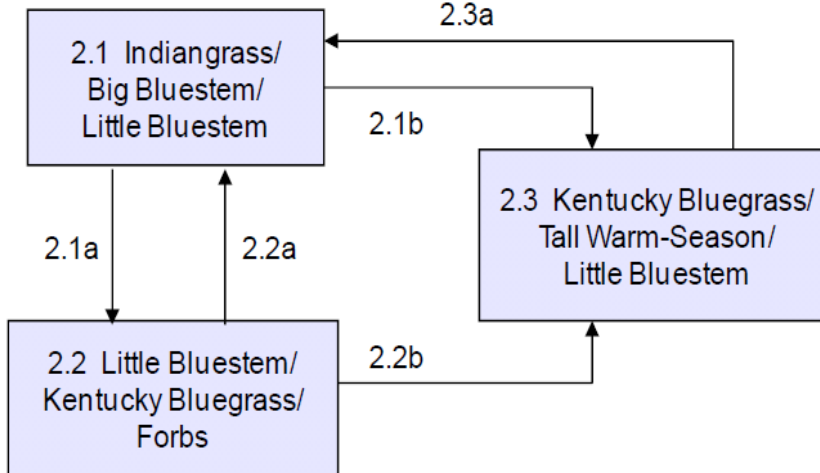 2.3a
2.1 Indiangrass/
Big Bluestem/
Little Bluestem
2.1b
2.3 Kentucky Bluegrass/
Tall Warm-Season/
Little Bluestem
2.1a
2.2a
2.2 Little Bluestem/
Kentucky Bluegrass/
Forbs
2.2b